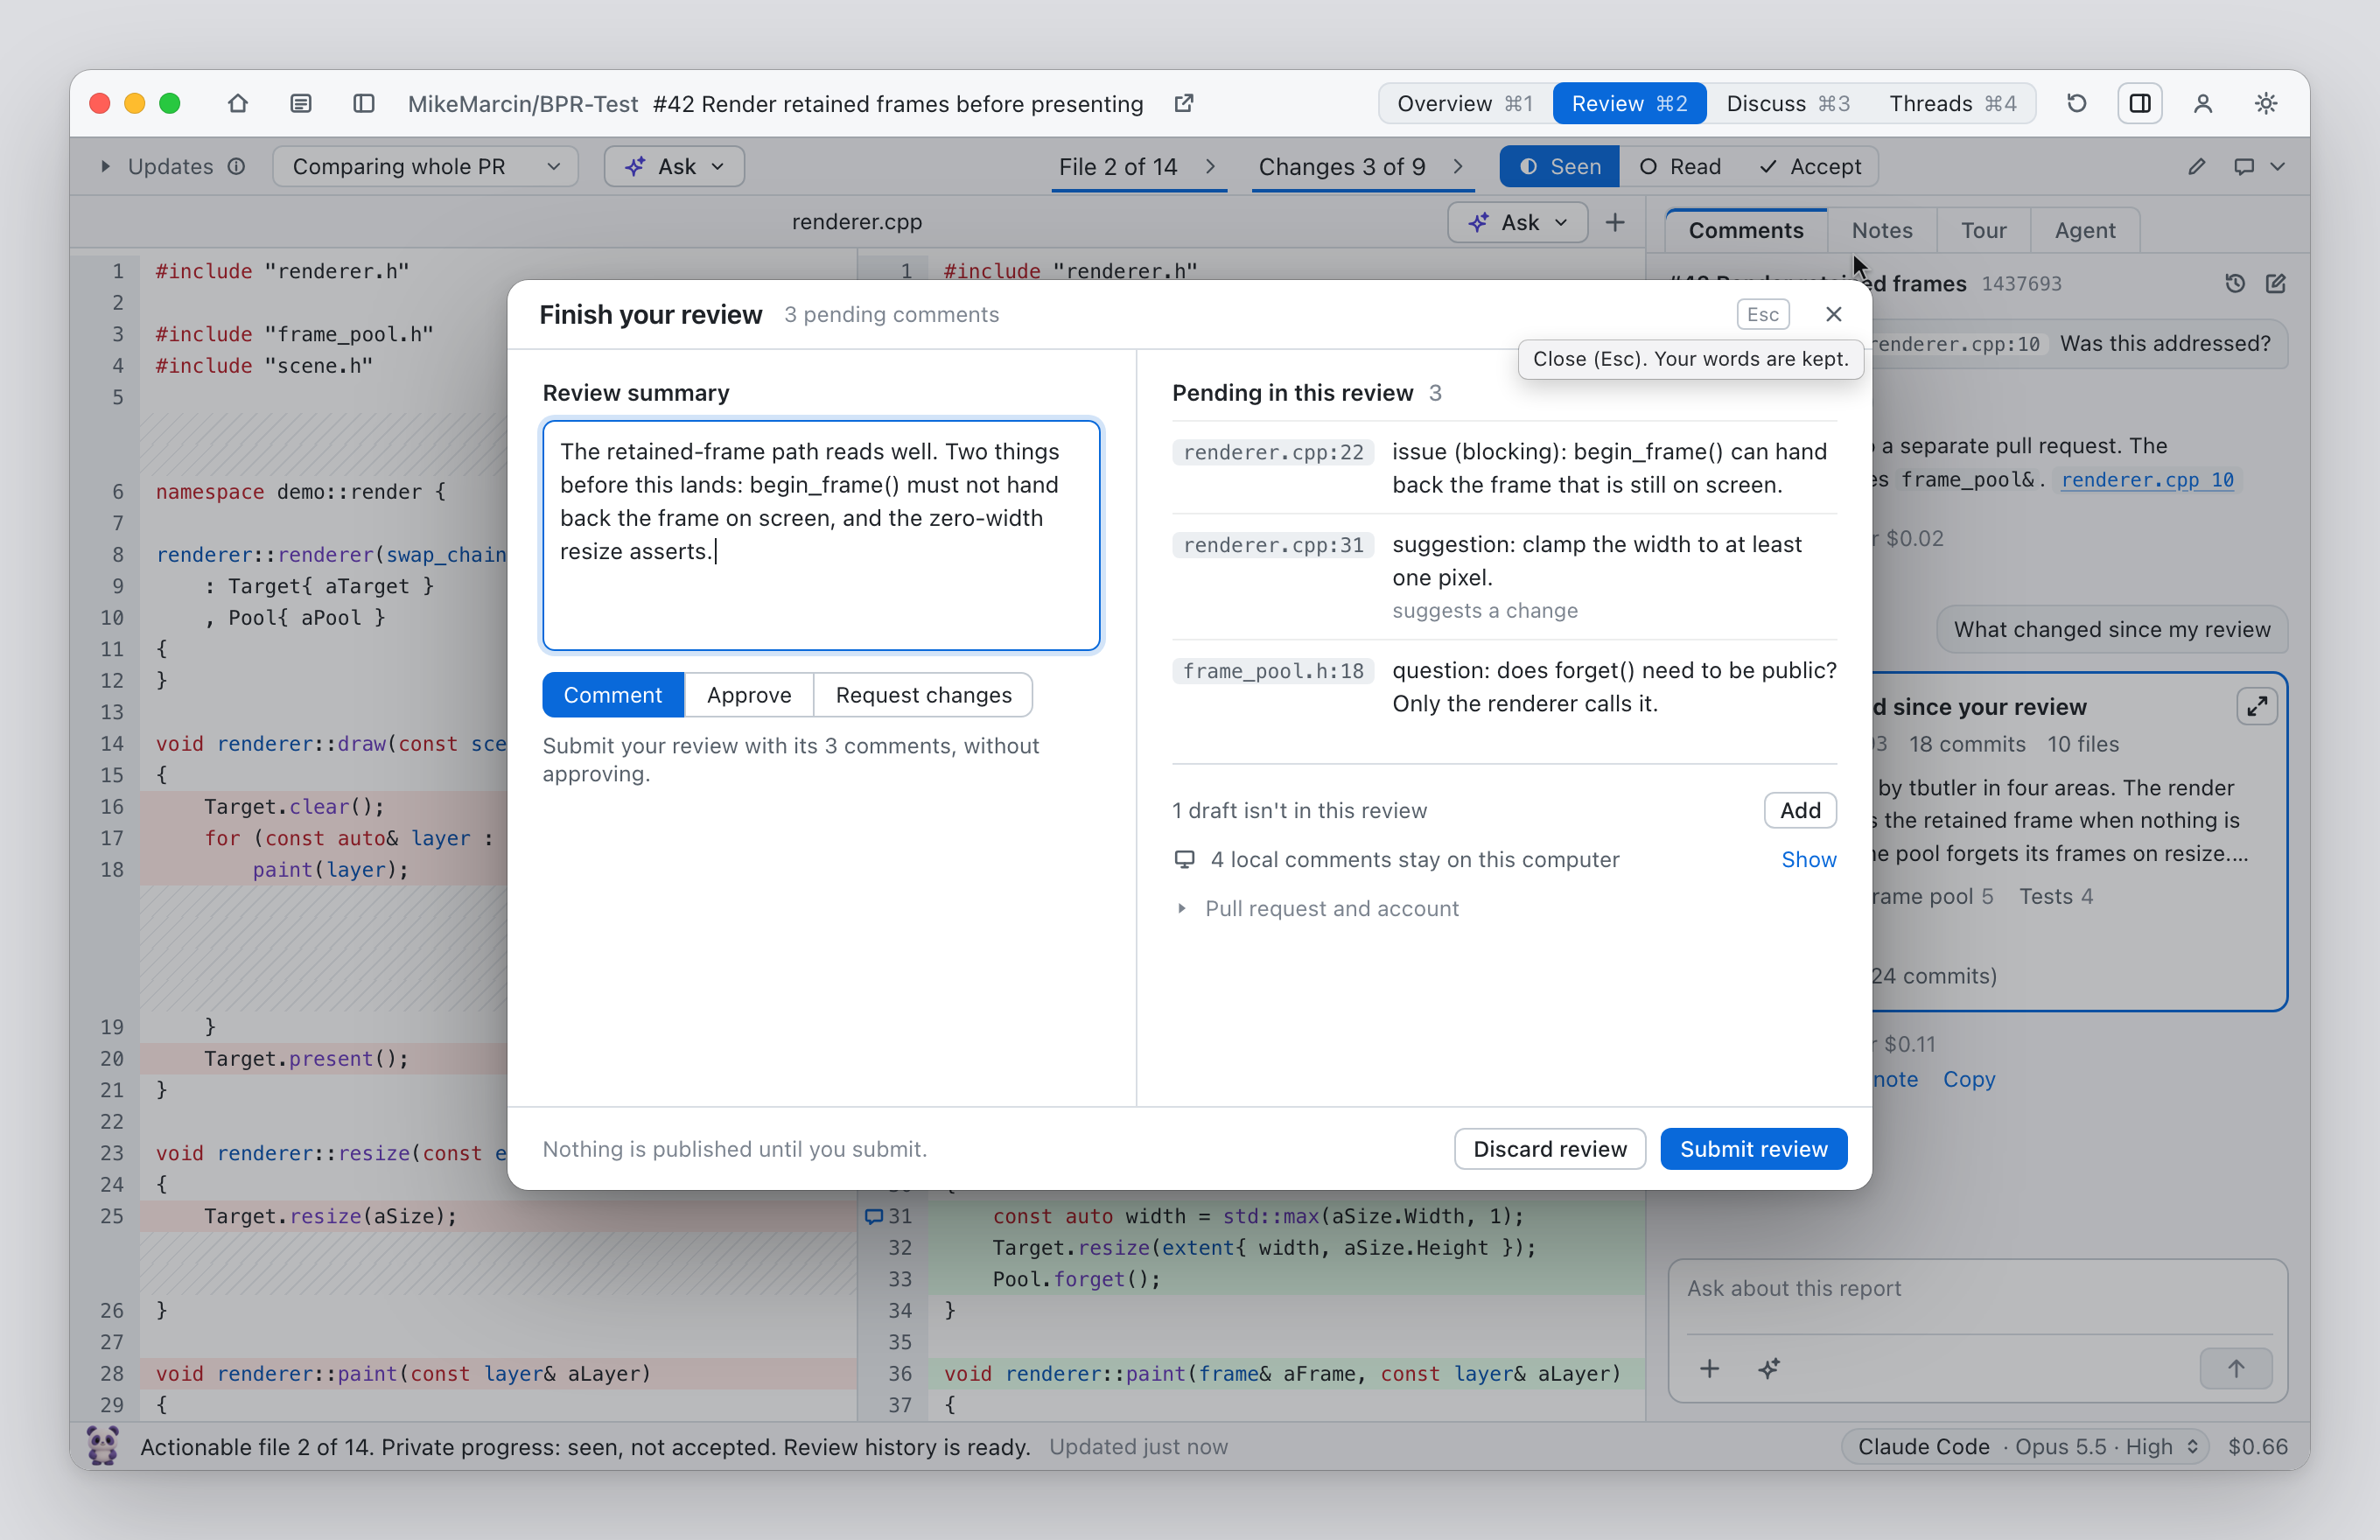 MikeMarcin/BPR-Test #42 Render retained frames before presenting
Overview ⌘1 Review ⌘2 Discuss ⌘3 Threads ⌘4
Updates Comparing whole PR Ask File 2 of 14 Changes 3 of 9 Seen Read Accept
renderer.cpp Ask
Comments Notes Tour Agent
1 #include "renderer.h"
2
3 #include "frame_pool.h"
4 #include "scene.h"
5
6 namespace demo::render {
7
8 renderer::renderer(swap_chain
9 : Target{ aTarget }
10 , Pool{ aPool }
11 {
12 }
13
14 void renderer::draw(const sce
15 {
16 Target.clear();
17 for (const auto& layer :
18 paint(layer);
19 }
20 Target.present();
21 }
22
23 void renderer::resize(const e
24 {
25 Target.resize(aSize);
26 }
27
28 void renderer::paint(const layer& aLayer)
29 {
1 #include "renderer.h"
31 const auto width = std::max(aSize.Width, 1);
32 Target.resize(extent{ width, aSize.Height });
33 Pool.forget();
34 }
35
36 void renderer::paint(frame& aFrame, const layer& aLayer)
37 {
Finish your review 3 pending comments Esc
Close (Esc). Your words are kept.
Review summary
The retained-frame path reads well. Two things
before this lands: begin_frame() must not hand
back the frame on screen, and the zero-width
resize asserts.
Comment Approve Request changes
Submit your review with its 3 comments, without
approving.
Pending in this review 3
renderer.cpp:22 issue (blocking): begin_frame() can hand
back the frame that is still on screen.
renderer.cpp:31 suggestion: clamp the width to at least
one pixel.
suggests a change
frame_pool.h:18 question: does forget() need to be public?
Only the renderer calls it.
1 draft isn't in this review Add
4 local comments stay on this computer Show
Pull request and account
Nothing is published until you submit. Discard review Submit review
frames 1437693
renderer.cpp:10 Was this addressed?
a separate pull request. The
frame_pool&. renderer.cpp 10
$0.02
What changed since my review
since your review
18 commits 10 files
by tbutler in four areas. The render
the retained frame when nothing is
pool forgets its frames on resize.…
pool 5 Tests 4
24 commits)
$0.11
note Copy
Ask about this report
Actionable file 2 of 14. Private progress: seen, not accepted. Review history is ready. Updated just now
Claude Code · Opus 5.5 · High $0.66